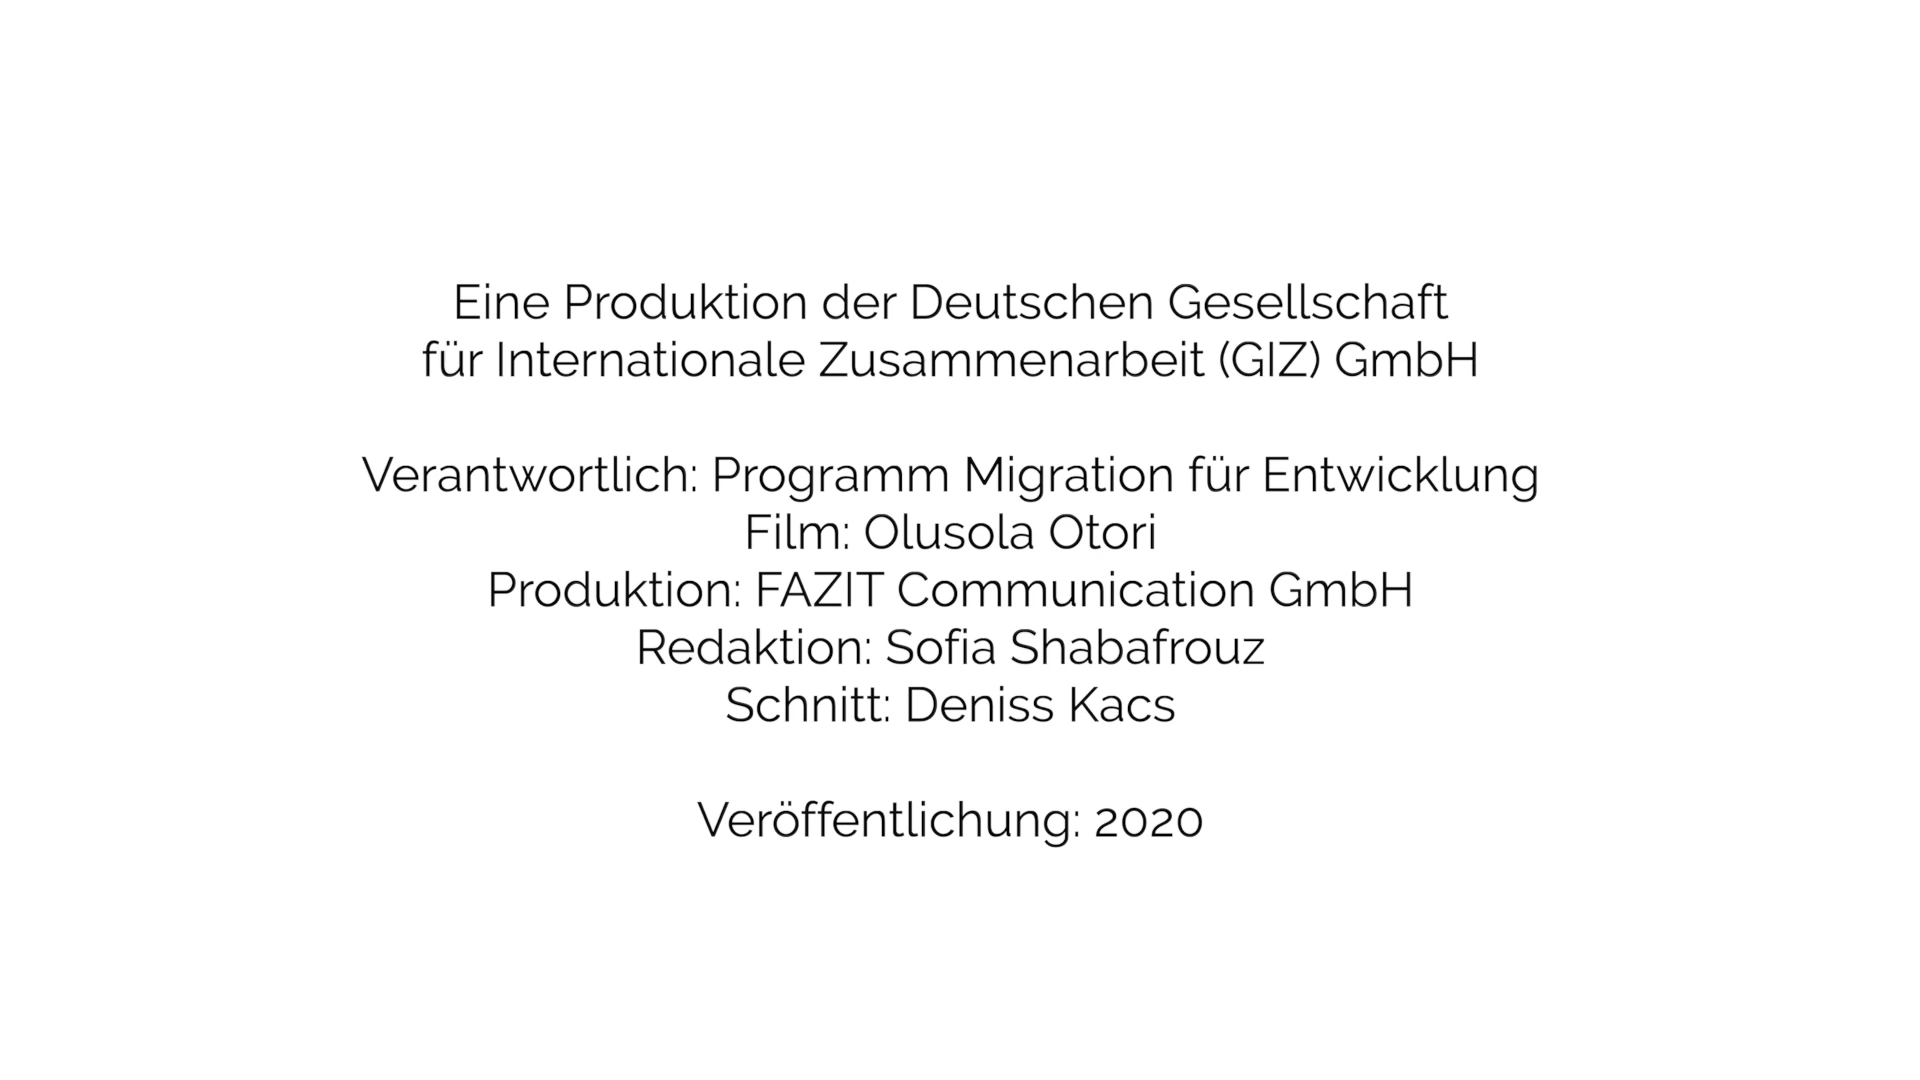 Eine Produktion der Deutschen Gesellschaft
für Internationale Zusammenarbeit (GIZ) GmbH
Verantwortlich: Programm Migration für Entwicklung
Film: Olusola Otori
Produktion: FAZIT Communication GmbH
Redaktion: Sofia Shabafrouz
Schnitt: Deniss Kacs
Veröffentlichung: 2020